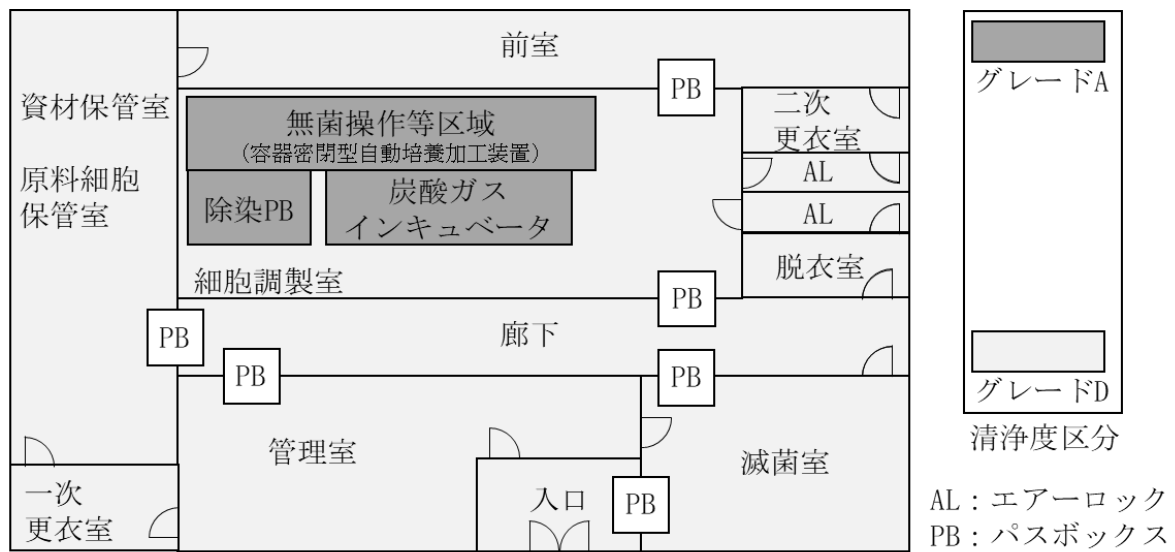 前室
PB
資材保管室
無菌操作等区域
(容器密閉型自動培養加工装置)
二次
更衣室
原料細胞
保管室
除染PB
炭酸ガス
インキュベータ
AL
AL
脱衣室
細胞調製室
PB
PB
廊下
PB
PB
管理室
滅菌室
一次
更衣室
入口
PB
グレードA
グレードD
清浄度区分
AL：エアーロック
PB：パスボックス